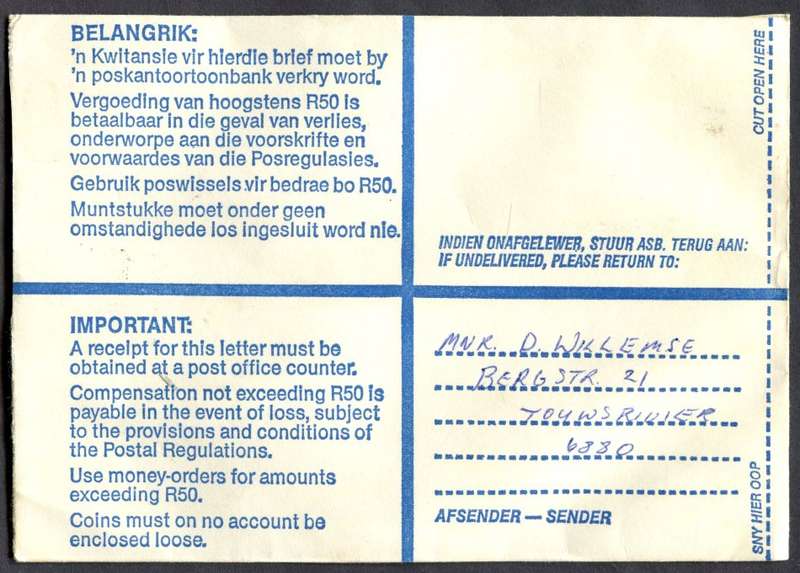 BELANGRIK:
'n Kwitansie vir hierdie brief moet by
'n poskantoortoonbank verkry word.
Vergoeding van hoogstens R50 is
betaalbaar in die geval van verlies,
onderworpe aan die voorskrifte en
voorwaardes van die Posregulasies.
Gebruik poswissels vir bedrae bo R50.
Muntstukke moet onder geen
omstandighede los ingesluit word nie.
INDIEN ONAFGELEWER, STUUR ASB. TERUG AAN:
IF UNDELIVERED, PLEASE RETURN TO:
CUT OPEN HERE
IMPORTANT:
A receipt for this letter must be
obtained at a post office counter.
Compensation not exceeding R50 is
payable in the event of loss, subject
to the provisions and conditions of
the Postal Regulations.
Use money-orders for amounts
exceeding R50.
Coins must on no account be
enclosed loose.
MNR. D. WILLEMSE
BERGSTR. 21
TOUWSRIVIER
6880
AFSENDER — SENDER
SNY HIER OOP